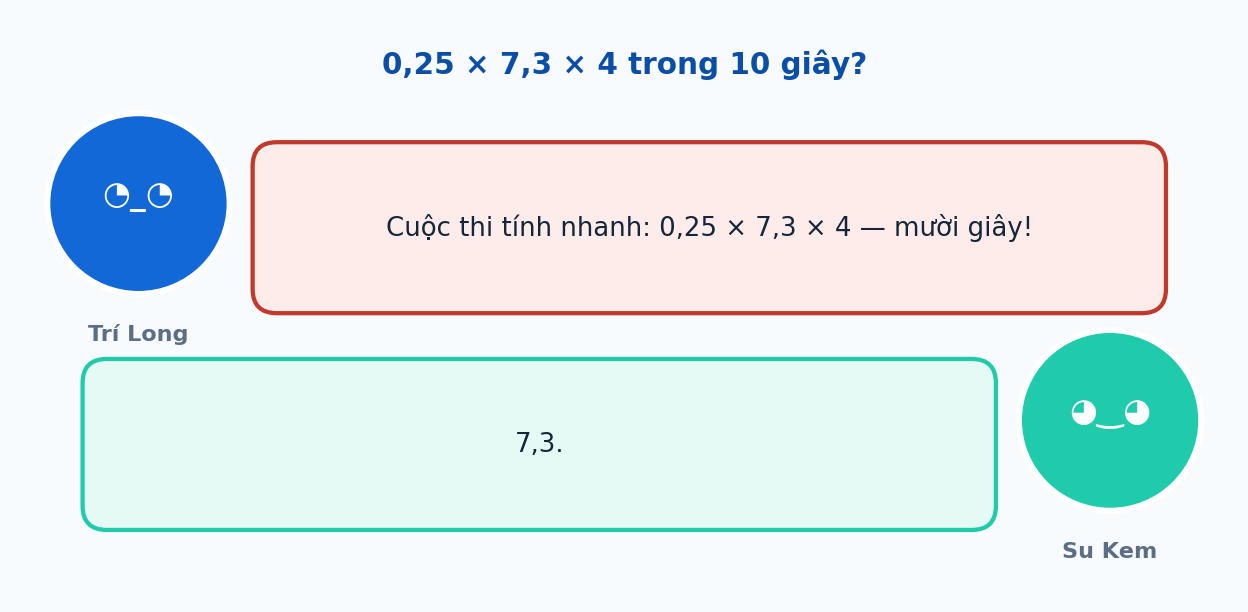 0,25 × 7,3 × 4 trong 10 giây?
Cuộc thi tính nhanh: 0,25 × 7,3 × 4 — mười giây!
Trí Long
7,3.
Su Kem